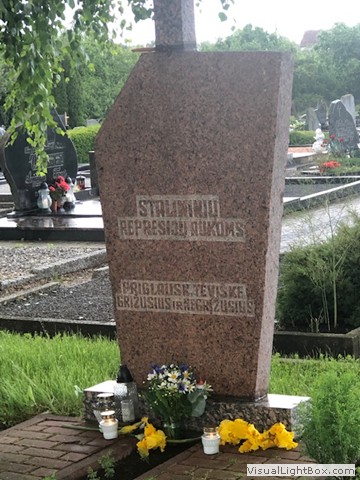 STALININIŲ
REPRESIJŲ AUKOMS
PRIGLAUSK, TĖVIŠKE
GRĮŽUSIUS IR NEGRĮŽUSIUS
VisualLightBox.com